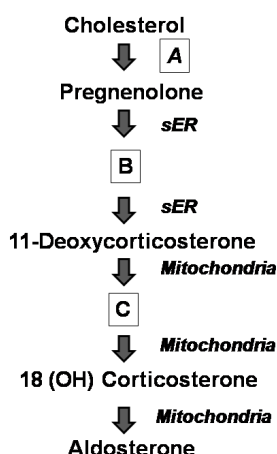 Cholesterol
A
Pregnenolone
sER
B
sER
11-Deoxycorticosterone
Mitochondria
C
Mitochondria
18 (OH) Corticosterone
Mitochondria
Aldosterone